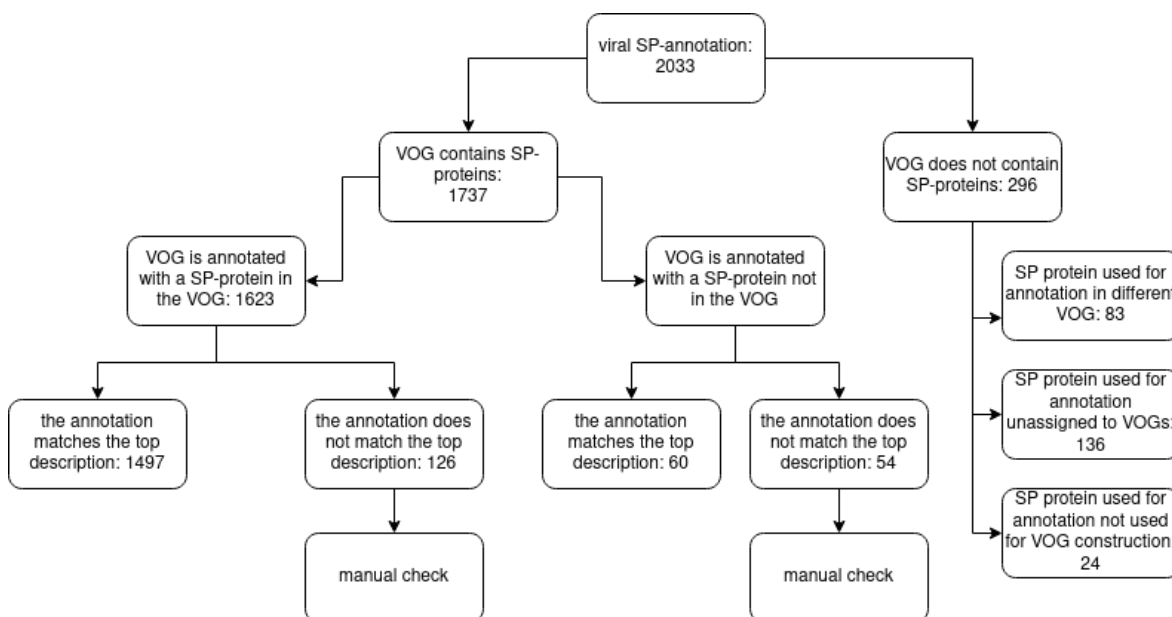 viral SP-annotation:
2033
VOG contains SP-
proteins:
1737
VOG does not contain
SP-proteins: 296
VOG is annotated
with a SP-protein in
the VOG: 1623
VOG is annotated
with a SP-protein not
in the VOG
SP protein used for
annotation in different
VOG: 83
the annotation
matches the top
description: 1497
the annotation does
not match the top
description: 126
the annotation
matches the top
description: 60
the annotation does
not match the top
description: 54
SP protein used for
annotation
unassigned to VOGs:
136
SP protein used for
annotation not used
for VOG construction:
24
manual check
manual check